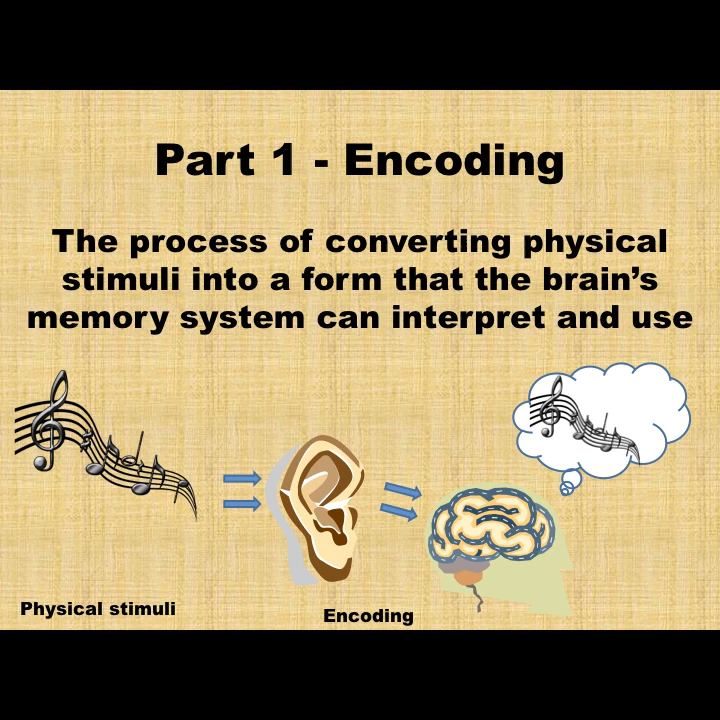 Part 1 - Encoding
The process of converting physical
stimuli into a form that the brain’s
memory system can interpret and use
Physical stimuli
Encoding